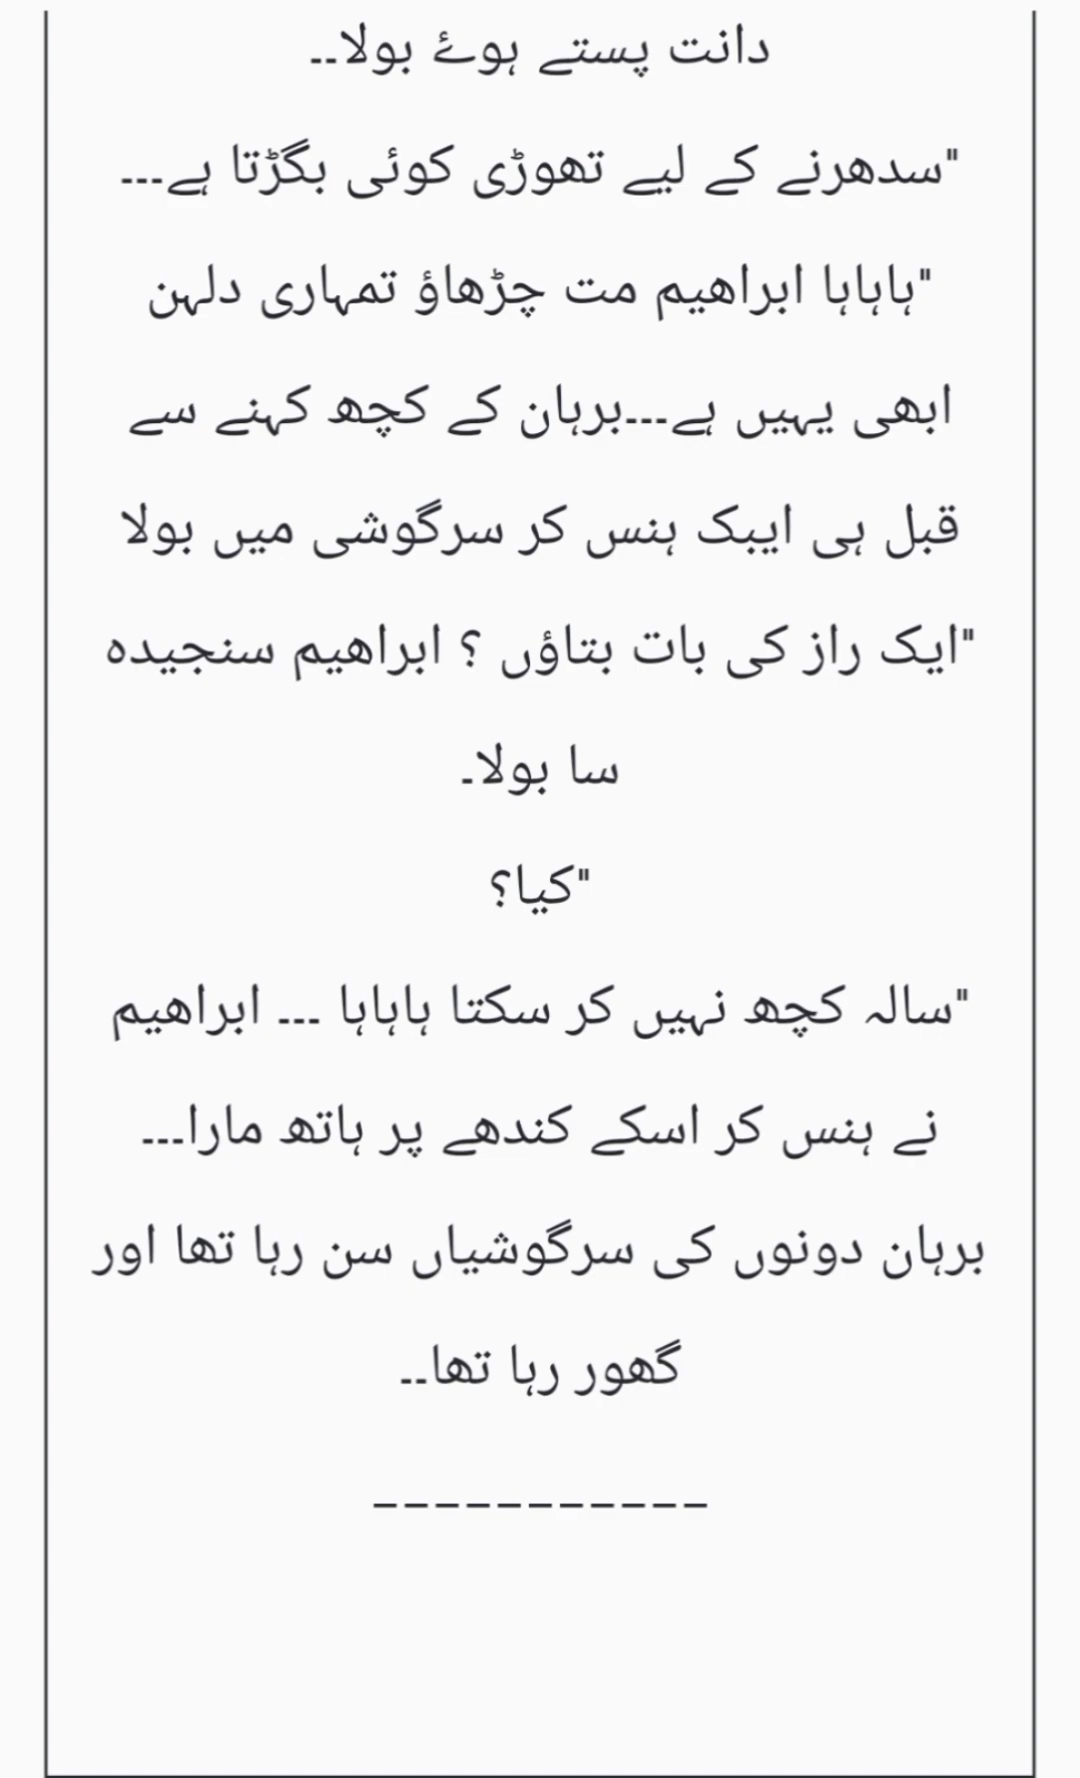 دانت پستے ہوۓ بولا۔۔
"سدھرنے کے لیے تھوڑی کوئی بگڑتا ہے۔۔۔
"ہاہاہا ابراھیم مت چڑھاؤ تمہاری دلہن
ابھی یہیں ہے۔۔۔برہان کے کچھ کہنے سے
قبل ہی ایبک ہنس کر سرگوشی میں بولا
"ایک راز کی بات بتاؤں ؟ ابراھیم سنجیدہ
سا بولا۔
"کیا؟
"سالہ کچھ نہیں کر سکتا ہاہاہا ۔۔۔ ابراھیم
نے ہنس کر اسکے کندھے پر ہاتھ مارا۔۔۔
برہان دونوں کی سرگوشیاں سن رہا تھا اور
گھور رہا تھا۔۔
–––––––––––